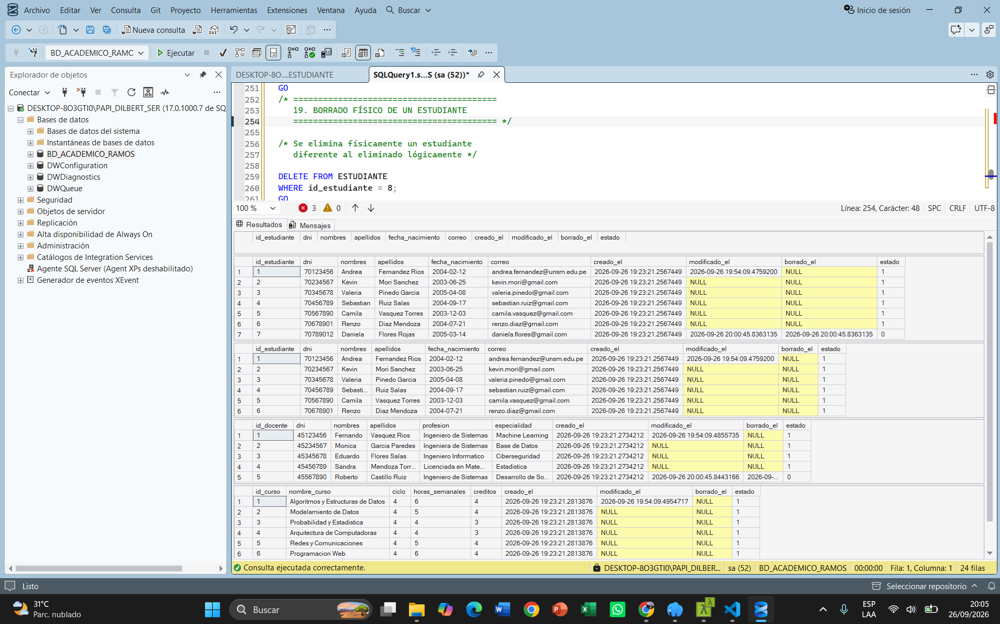 Archivo Editar Ver Consulta Git Proyecto Herramientas Extensiones Ventana Ayuda Buscar Inicio de sesión
Nueva consulta DAX
BD_ACADEMICO_RAMC Ejecutar
Explorador de objetos
Conectar
DESKTOP-8O3GTI0\PAPI_DILBERT_SER (17.0.1000.7 de SQ
Bases de datos
Bases de datos del sistema
Instantáneas de bases de datos
BD_ACADEMICO_RAMOS
DWConfiguration
DWDiagnostics
DWQueue
Seguridad
Objetos de servidor
Replicación
Alta disponibilidad de Always On
Administración
Catálogos de Integration Services
Agente SQL Server (Agent XPs deshabilitado)
Generador de eventos XEvent
DESKTOP-8O....ESTUDIANTE SQLQuery1.s...S (sa (52))*
251 GO
252 /* =========================================
253 19. BORRADO FÍSICO DE UN ESTUDIANTE
254 ========================================= */
255
256 /* Se elimina físicamente un estudiante
257 diferente al eliminado lógicamente */
258
259 DELETE FROM ESTUDIANTE
260 WHERE id_estudiante = 8;
261 GO
100 % 3 0 Línea: 254, Carácter: 48 SPC CRLF UTF-8
Resultados Mensajes
id_estudiante dni nombres apellidos fecha_nacimiento correo creado_el modificado_el borrado_el estado
id_estudiante dni nombres apellidos fecha_nacimiento correo creado_el modificado_el borrado_el estado
1 1 70123456 Andrea Fernandez Rios 2004-02-12 andrea.fernandez@unsm.edu.pe 2026-09-26 19:23:21.2567449 2026-09-26 19:54:09.4759200 NULL 1
2 2 70234567 Kevin Mori Sanchez 2003-06-25 kevin.mori@gmail.com 2026-09-26 19:23:21.2567449 NULL NULL 1
3 3 70345678 Valeria Pinedo Garcia 2005-04-08 valeria.pinedo@gmail.com 2026-09-26 19:23:21.2567449 NULL NULL 1
4 4 70456789 Sebastian Ruiz Salas 2004-09-17 sebastian.ruiz@gmail.com 2026-09-26 19:23:21.2567449 NULL NULL 1
5 5 70567890 Camila Vasquez Torres 2003-12-03 camila.vasquez@gmail.com 2026-09-26 19:23:21.2567449 NULL NULL 1
6 6 70678901 Renzo Diaz Mendoza 2004-07-21 renzo.diaz@gmail.com 2026-09-26 19:23:21.2567449 NULL NULL 1
7 7 70789012 Daniela Flores Rojas 2005-03-14 daniela.flores@gmail.com 2026-09-26 19:23:21.2567449 2026-09-26 20:00:45.8363135 2026-09-26 20:00:45.8363135 0
id_estudiante dni nombres apellidos fecha_nacimiento correo creado_el modificado_el borrado_el estado
1 1 70123456 Andrea Fernandez Rios 2004-02-12 andrea.fernandez@unsm.edu.pe 2026-09-26 19:23:21.2567449 2026-09-26 19:54:09.4759200 NULL 1
2 2 70234567 Kevin Mori Sanchez 2003-06-25 kevin.mori@gmail.com 2026-09-26 19:23:21.2567449 NULL NULL 1
3 3 70345678 Valeria Pinedo Garcia 2005-04-08 valeria.pinedo@gmail.com 2026-09-26 19:23:21.2567449 NULL NULL 1
4 4 70456789 Sebasti... Ruiz Salas 2004-09-17 sebastian.ruiz@gmail.com 2026-09-26 19:23:21.2567449 NULL NULL 1
5 5 70567890 Camila Vasquez Torres 2003-12-03 camila.vasquez@gmail.com 2026-09-26 19:23:21.2567449 NULL NULL 1
6 6 70678901 Renzo Diaz Mendoza 2004-07-21 renzo.diaz@gmail.com 2026-09-26 19:23:21.2567449 NULL NULL 1
id_docente dni nombres apellidos profesion especialidad creado_el modificado_el borrado_el estado
1 1 45123456 Fernando Vasquez Rios Ingeniero de Sistemas Machine Learning 2026-09-26 19:23:21.2734212 2026-09-26 19:54:09.4855735 NULL 1
2 2 45234567 Monica Garcia Paredes Ingeniera de Sistemas Base de Datos 2026-09-26 19:23:21.2734212 NULL NULL 1
3 3 45345678 Eduardo Flores Salas Ingeniero Informatico Ciberseguridad 2026-09-26 19:23:21.2734212 NULL NULL 1
4 4 45456789 Sandra Mendoza Torr... Licenciada en Mate... Estadistica 2026-09-26 19:23:21.2734212 NULL NULL 1
5 5 45567890 Roberto Castillo Ruiz Ingeniero de Sistemas Desarrollo de So... 2026-09-26 19:23:21.2734212 2026-09-26 20:00:45.8443166 2026-09-... 0
id_curso nombre_curso ciclo horas_semanales creditos creado_el modificado_el borrado_el estado
1 1 Algoritmos y Estructuras de Datos 4 6 4 2026-09-26 19:23:21.2813876 2026-09-26 19:54:09.4954717 NULL 1
2 2 Modelamiento de Datos 4 5 4 2026-09-26 19:23:21.2813876 NULL NULL 1
3 3 Probabilidad y Estadistica 4 4 3 2026-09-26 19:23:21.2813876 NULL NULL 1
4 4 Arquitectura de Computadoras 4 4 3 2026-09-26 19:23:21.2813876 NULL NULL 1
5 5 Redes y Comunicaciones 4 5 4 2026-09-26 19:23:21.2813876 NULL NULL 1
6 6 Programacion Web 4 6 4 2026-09-26 19:23:21.2813876 NULL NULL 1
Consulta ejecutada correctamente. DESKTOP-8O3GTI0\PAPI_DILBER... sa (52) BD_ACADEMICO_RAMOS 00:00:00 Fila: 1, Columna: 1 24 filas
Listo Seleccionar repositorio
31°C
Parc. nublado
Buscar
ESP
LAA
20:05
26/09/2026